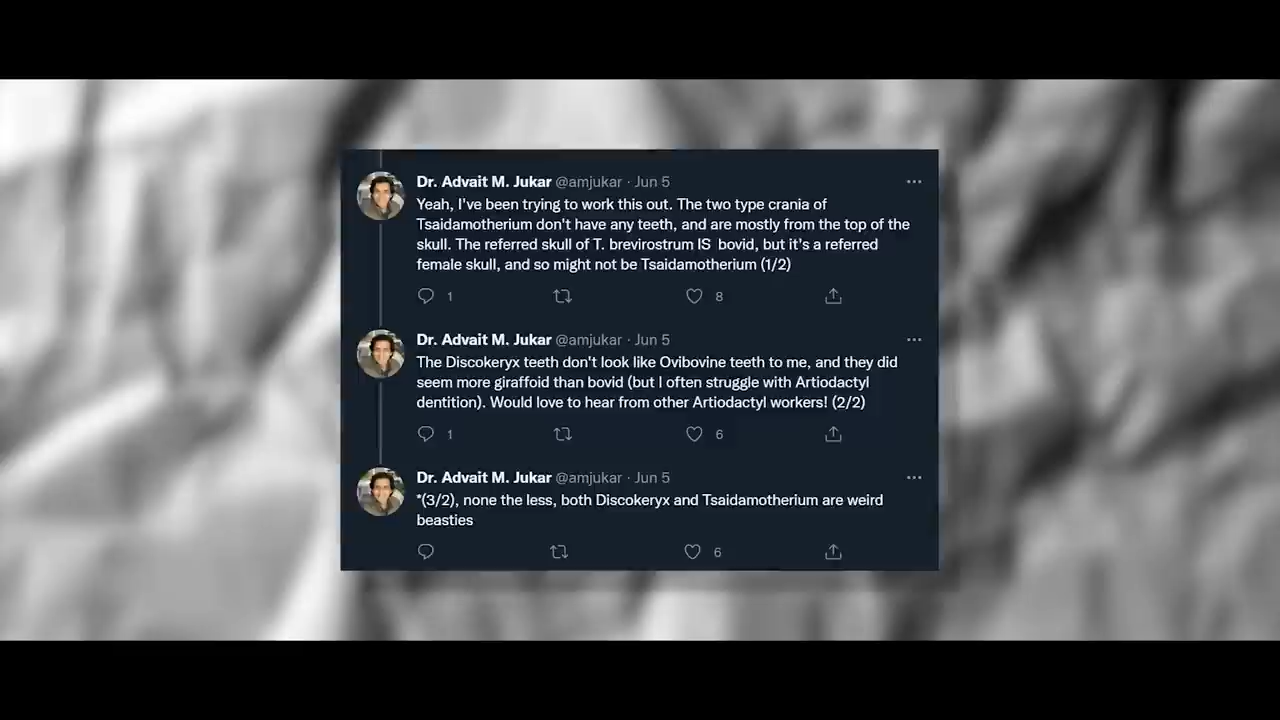 Dr. Advait M. Jukar @amjukar · Jun 5
Yeah, I've been trying to work this out. The two type crania of
Tsaidamotherium don't have any teeth, and are mostly from the top of the
skull. The referred skull of T. brevirostrum IS bovid, but it's a referred
female skull, and so might not be Tsaidamotherium (1/2)
1 8
Dr. Advait M. Jukar @amjukar · Jun 5
The Discokeryx teeth don't look like Ovibovine teeth to me, and they did
seem more giraffoid than bovid (but I often struggle with Artiodactyl
dentition). Would love to hear from other Artiodactyl workers! (2/2)
1 6
Dr. Advait M. Jukar @amjukar · Jun 5
*(3/2), none the less, both Discokeryx and Tsaidamotherium are weird
beasties
6